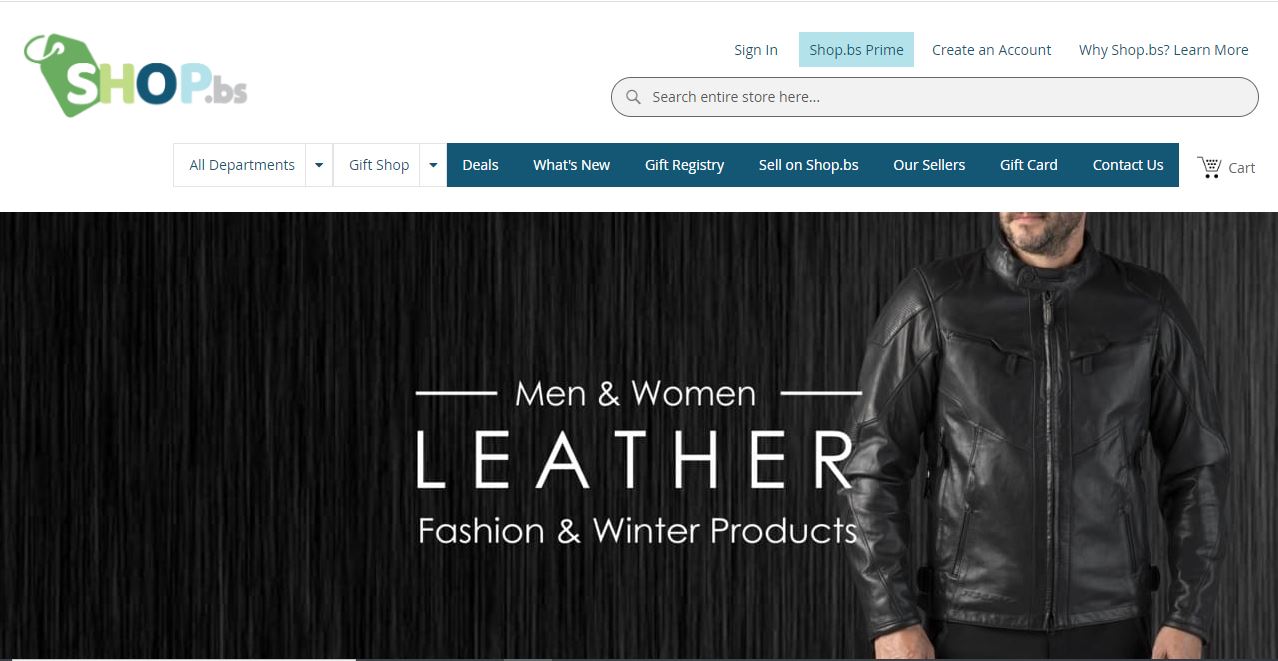 SHOP.bs
Sign In Shop.bs Prime Create an Account Why Shop.bs? Learn More
Search entire store here...
All Departments Gift Shop Deals What's New Gift Registry Sell on Shop.bs Our Sellers Gift Card Contact Us Cart
Men & Women
LEATHER
Fashion & Winter Products